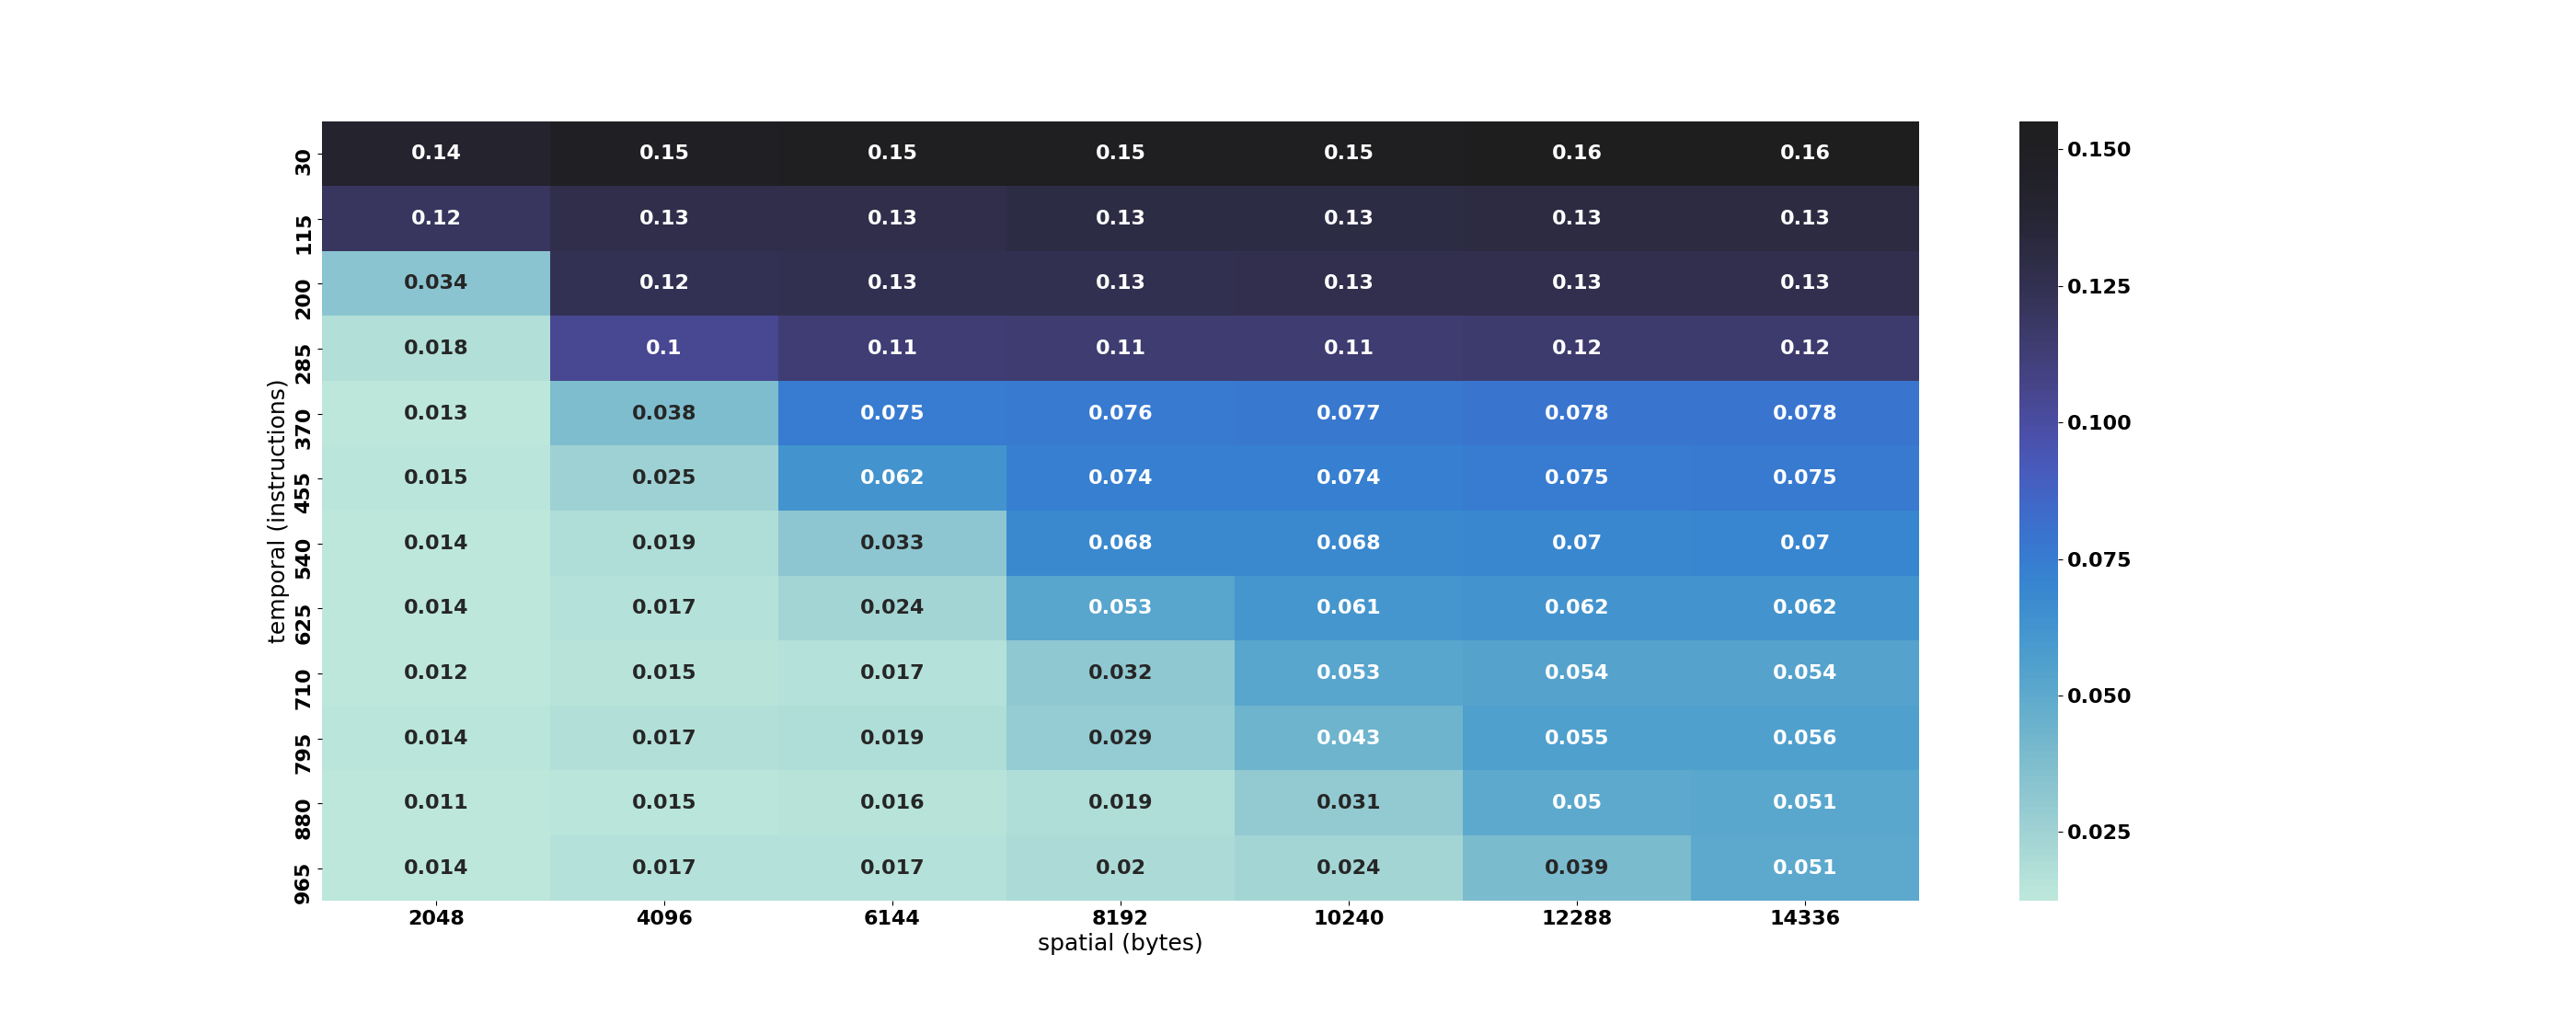 30 0.14 0.15 0.15 0.15 0.15 0.16 0.16 0.150
115 0.12 0.13 0.13 0.13 0.13 0.13 0.13
200 0.034 0.12 0.13 0.13 0.13 0.13 0.13 0.125
285 0.018 0.1 0.11 0.11 0.11 0.12 0.12
370 0.013 0.038 0.075 0.076 0.077 0.078 0.078 0.100
455 0.015 0.025 0.062 0.074 0.074 0.075 0.075
temporal (instructions)
540 0.014 0.019 0.033 0.068 0.068 0.07 0.07 0.075
625 0.014 0.017 0.024 0.053 0.061 0.062 0.062
710 0.012 0.015 0.017 0.032 0.053 0.054 0.054 0.050
795 0.014 0.017 0.019 0.029 0.043 0.055 0.056
880 0.011 0.015 0.016 0.019 0.031 0.05 0.051 0.025
965 0.014 0.017 0.017 0.02 0.024 0.039 0.051
2048 4096 6144 8192 10240 12288 14336
spatial (bytes)